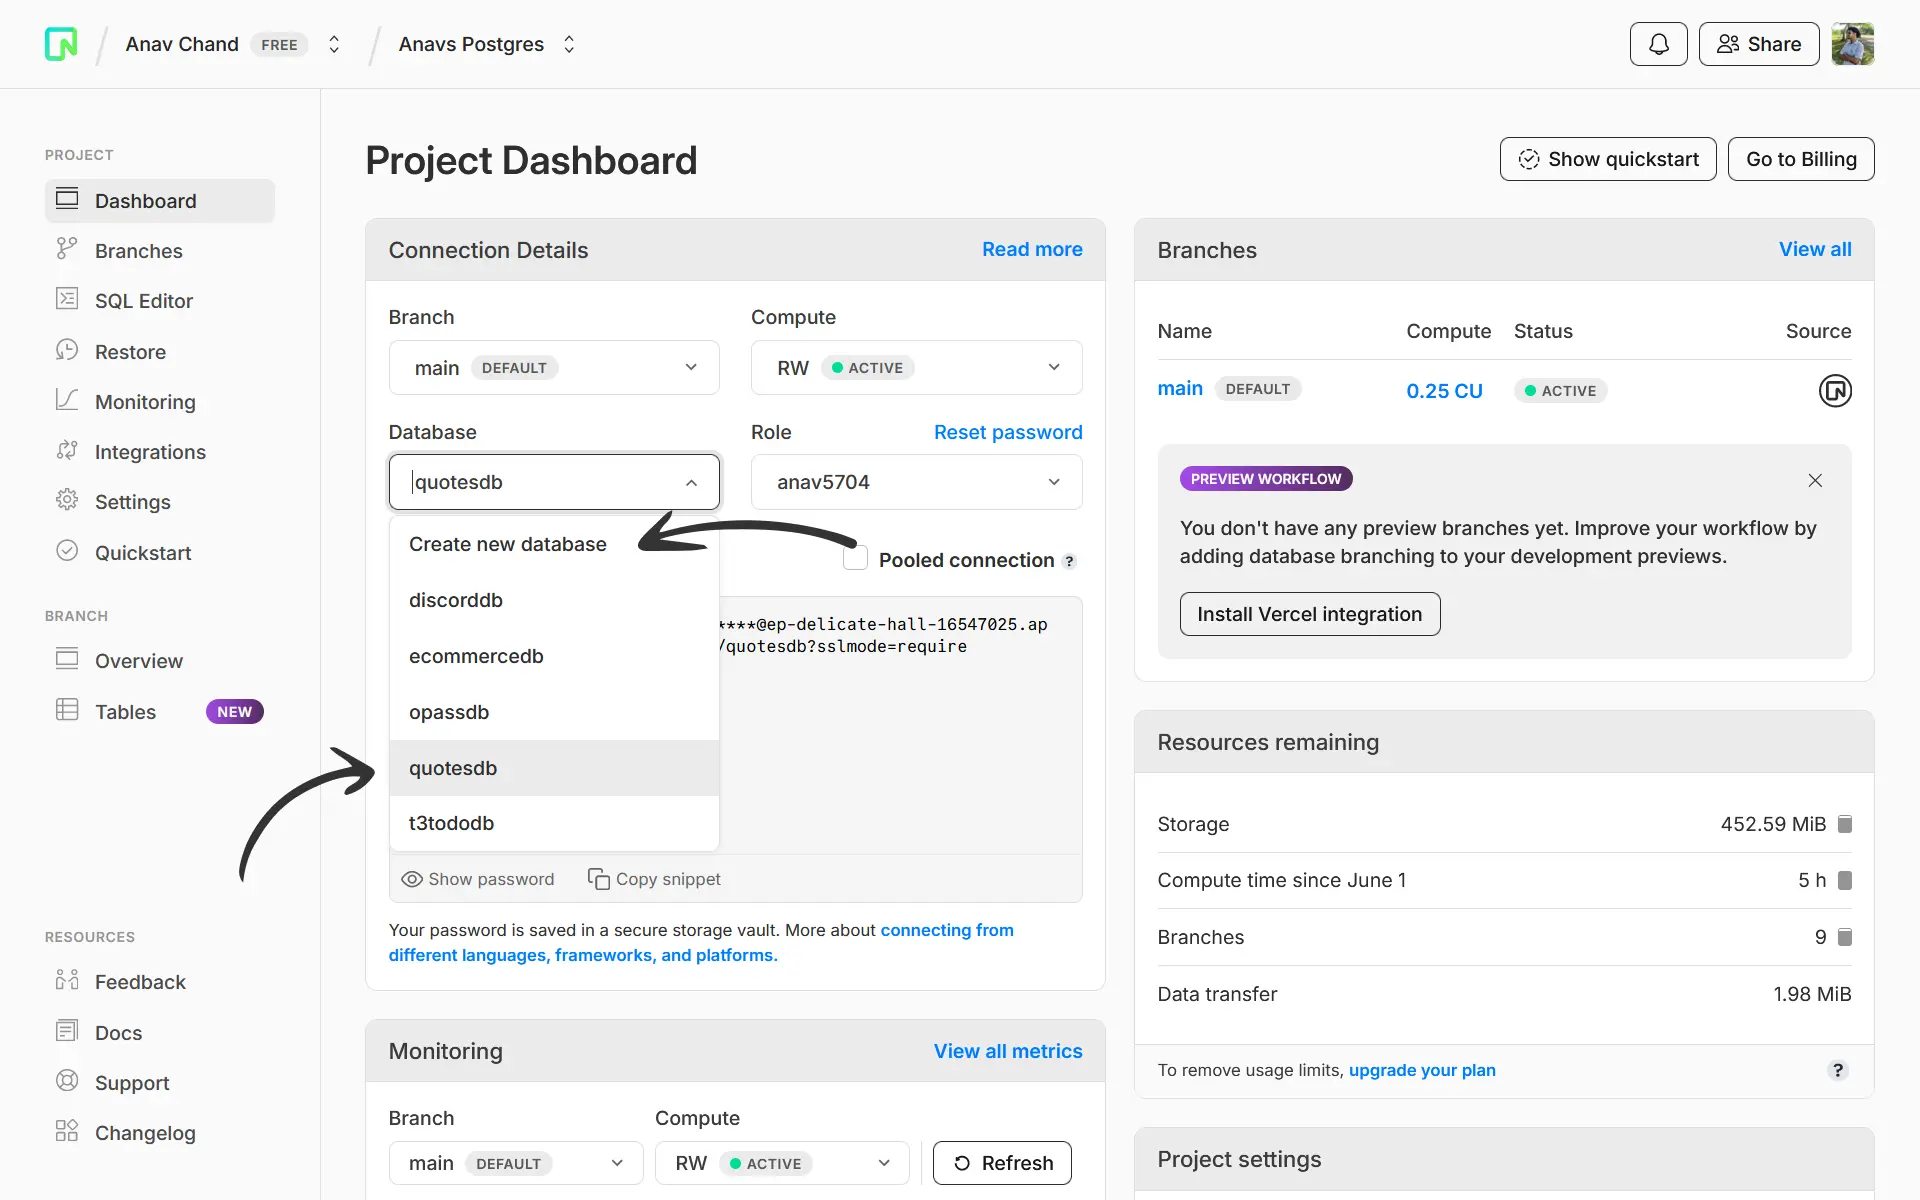 Anav Chand FREE
Anavs Postgres
Share
PROJECT
Dashboard
Branches
SQL Editor
Restore
Monitoring
Integrations
Settings
Quickstart
BRANCH
Overview
Tables NEW
RESOURCES
Feedback
Docs
Support
Changelog
Project Dashboard
Show quickstart
Go to Billing
Connection Details
Read more
Branch
main DEFAULT
Compute
RW ACTIVE
Database
quotesdb
Role
Reset password
anav5704
Create new database
discorddb
ecommercedb
opassdb
quotesdb
t3tododb
Pooled connection ?
****@ep-delicate-hall-16547025.ap
/quotesdb?sslmode=require
Show password
Copy snippet
Your password is saved in a secure storage vault. More about connecting from
different languages, frameworks, and platforms.
Monitoring
View all metrics
Branch
main DEFAULT
Compute
RW ACTIVE
Refresh
Branches
View all
Name Compute Status Source
main DEFAULT 0.25 CU ACTIVE
PREVIEW WORKFLOW
You don't have any preview branches yet. Improve your workflow by
adding database branching to your development previews.
Install Vercel integration
Resources remaining
Storage 452.59 MiB
Compute time since June 1 5 h
Branches 9
Data transfer 1.98 MiB
To remove usage limits, upgrade your plan ?
Project settings